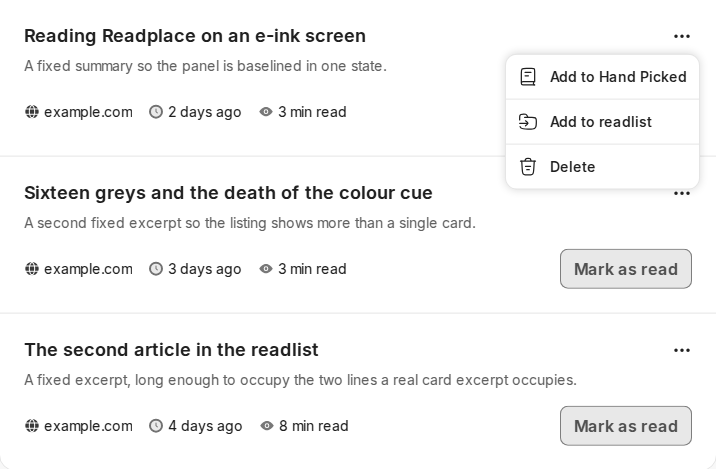 Reading Readplace on an e-ink screen
A fixed summary so the panel is baselined in one state.
example.com 2 days ago 3 min read
Add to Hand Picked
Add to readlist
Delete
Sixteen greys and the death of the colour cue
A second fixed excerpt so the listing shows more than a single card.
example.com 3 days ago 3 min read
Mark as read
The second article in the readlist
A fixed excerpt, long enough to occupy the two lines a real card excerpt occupies.
example.com 4 days ago 8 min read
Mark as read